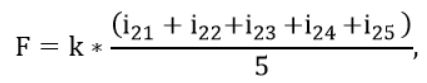 F = k * (i₂₁ + i₂₂+i₂₃ +i₂₄ +i₂₅ ) / 5,